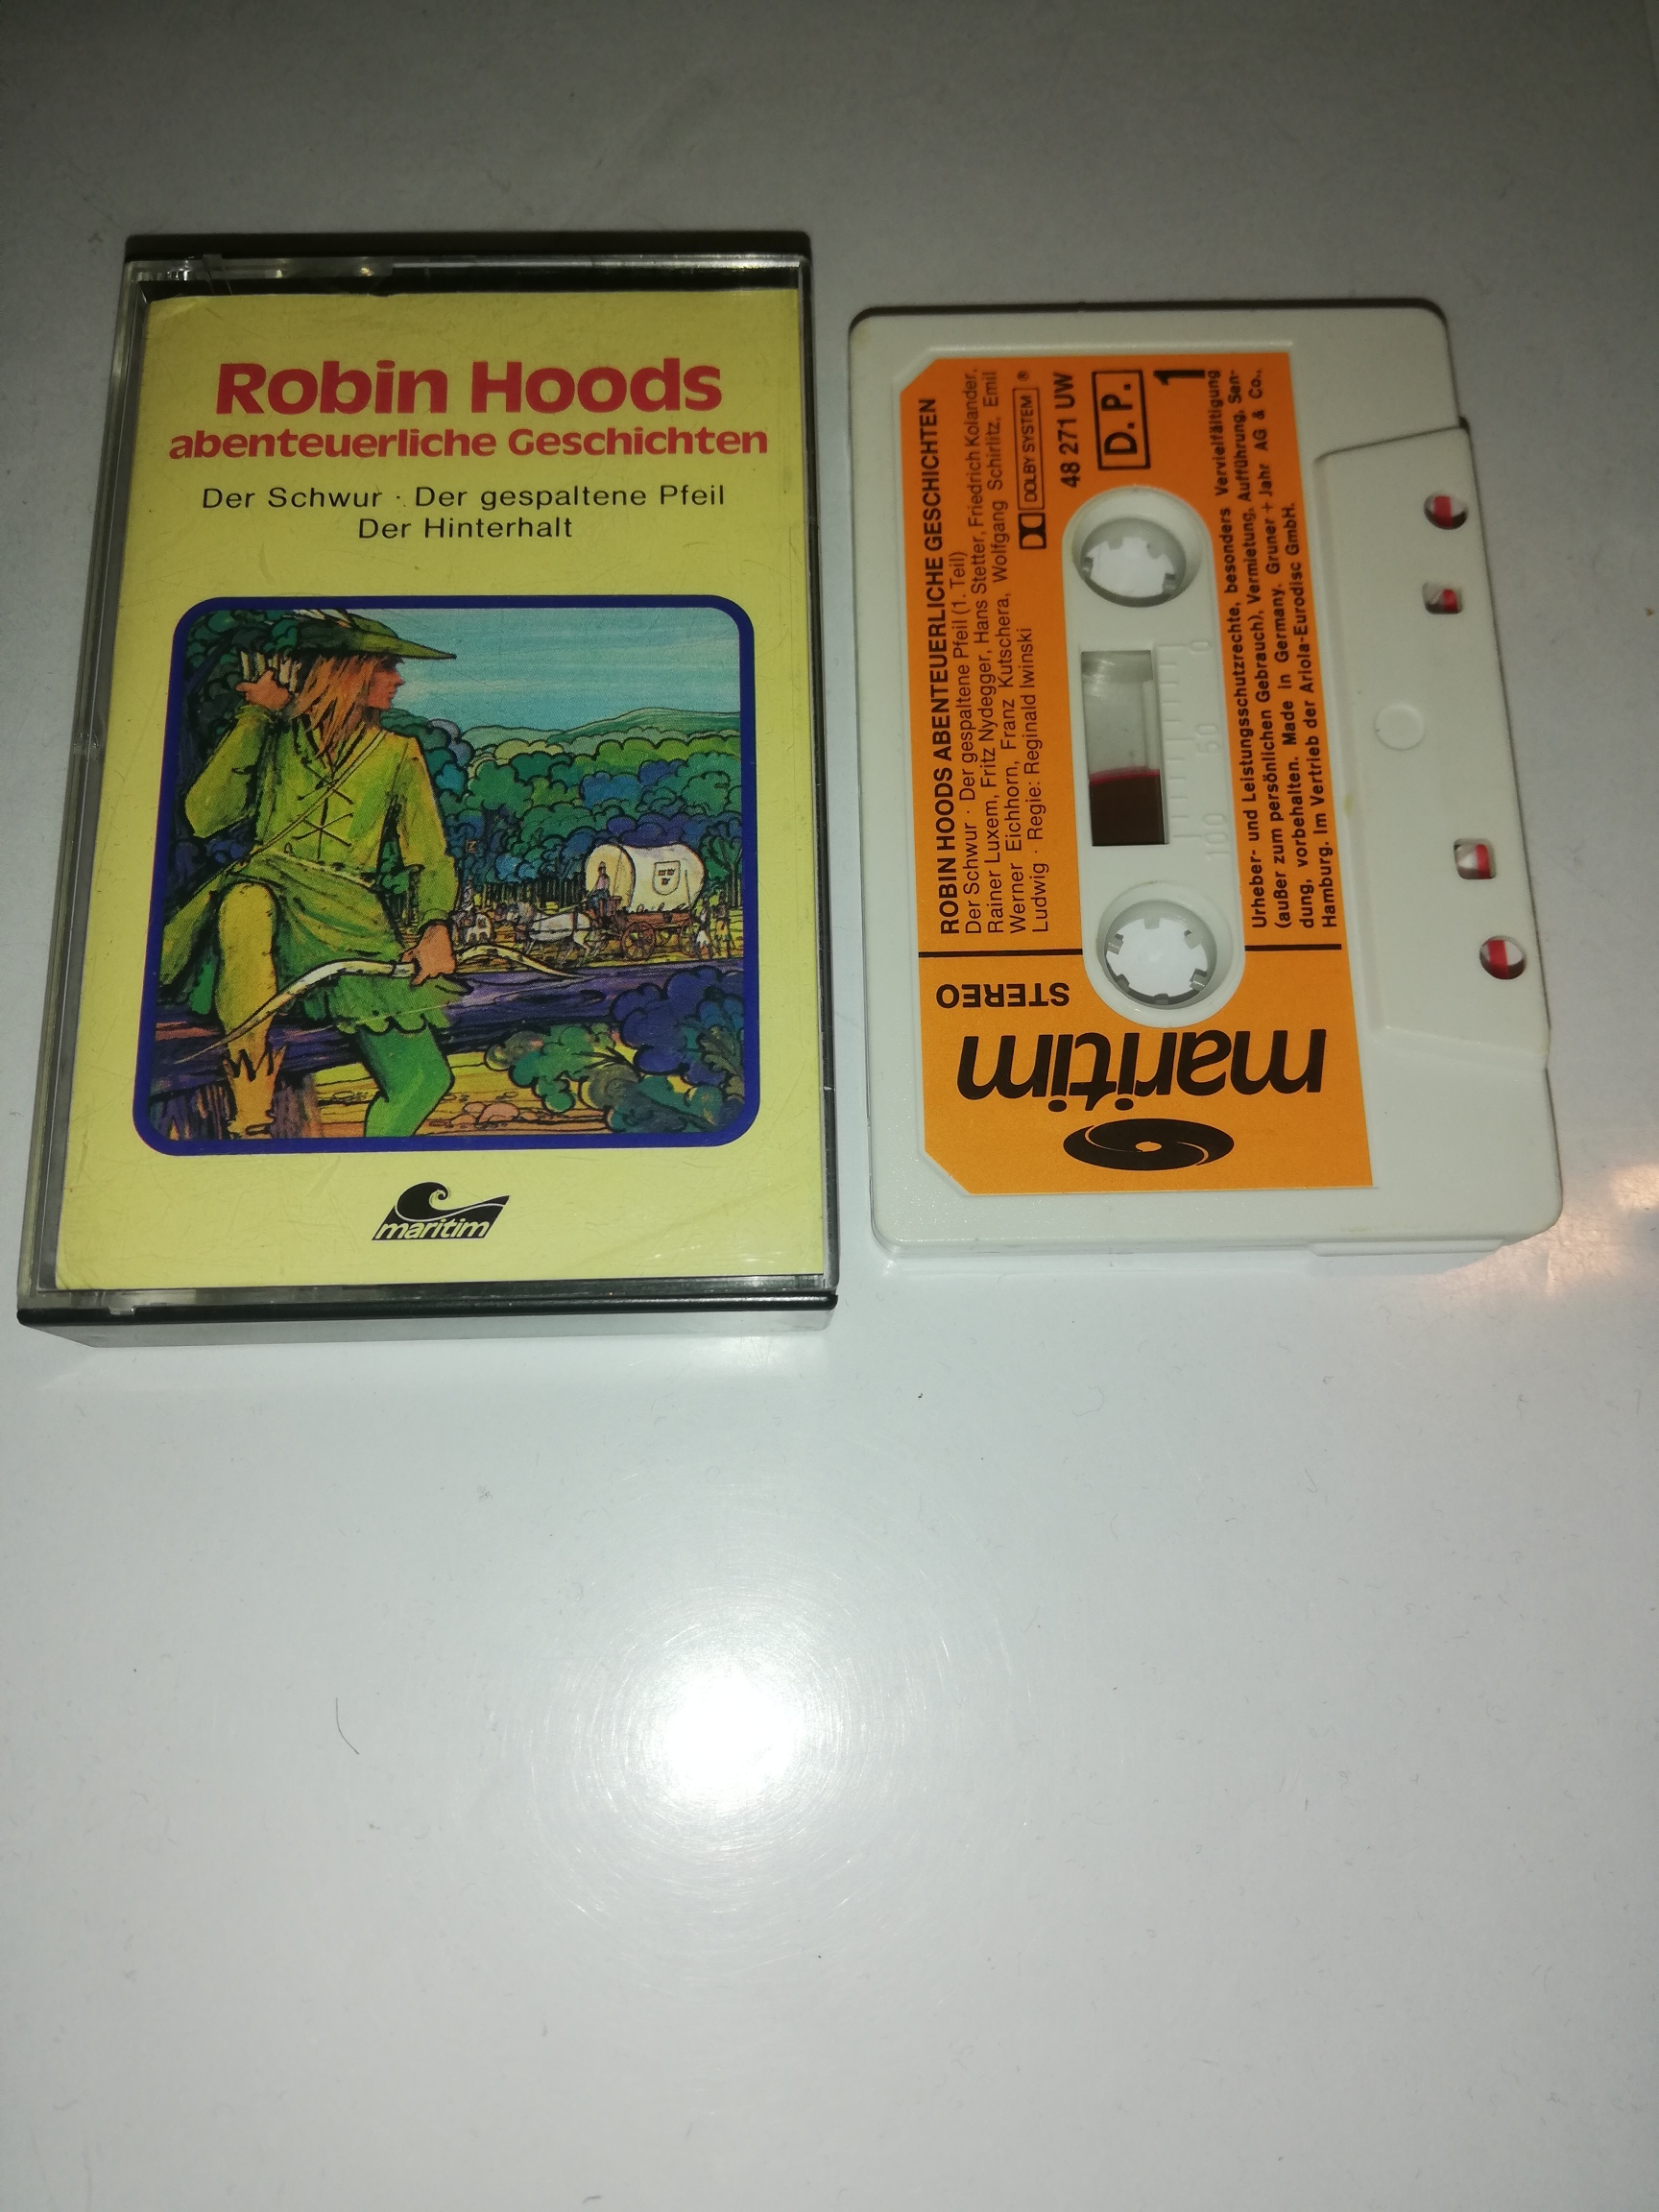 Robin Hoods
abenteuerliche Geschichten
Der Schwur · Der gespaltene Pfeil
Der Hinterhalt
maritim
ROBIN HOODS ABENTEUERLICHE GESCHICHTEN
Der Schwur · Der gespaltene Pfeil (1. Teil)
Rainer Luxem, Fritz Nydegger, Hans Stetter, Friedrich Kolander,
Werner Eichhorn, Franz Kutschera, Wolfgang Schirlitz, Emil
Ludwig · Regie: Reginald Iwinski
DOLBY SYSTEM ®
48 271 UW
D. P.
1
STEREO
maritim
100 50 0
Urheber- und Leistungsschutzrechte, besonders Vervielfältigung
(außer zum persönlichen Gebrauch), Vermietung, Aufführung, Sen-
dung, vorbehalten. Made in Germany. Gruner + Jahr AG & Co.,
Hamburg. Im Vertrieb der Ariola-Eurodisc GmbH.